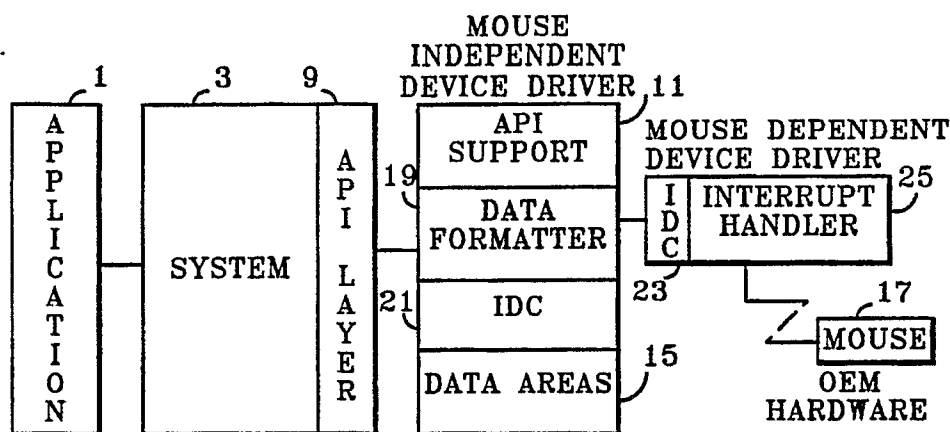 MOUSE
INDEPENDENT
DEVICE DRIVER
1
3
9
11
APPLICATION
SYSTEM
API LAYER
API
SUPPORT
19
DATA
FORMATTER
21
IDC
DATA AREAS
15
MOUSE DEPENDENT
DEVICE DRIVER
IDC
INTERRUPT
HANDLER
25
23
17
MOUSE
OEM
HARDWARE